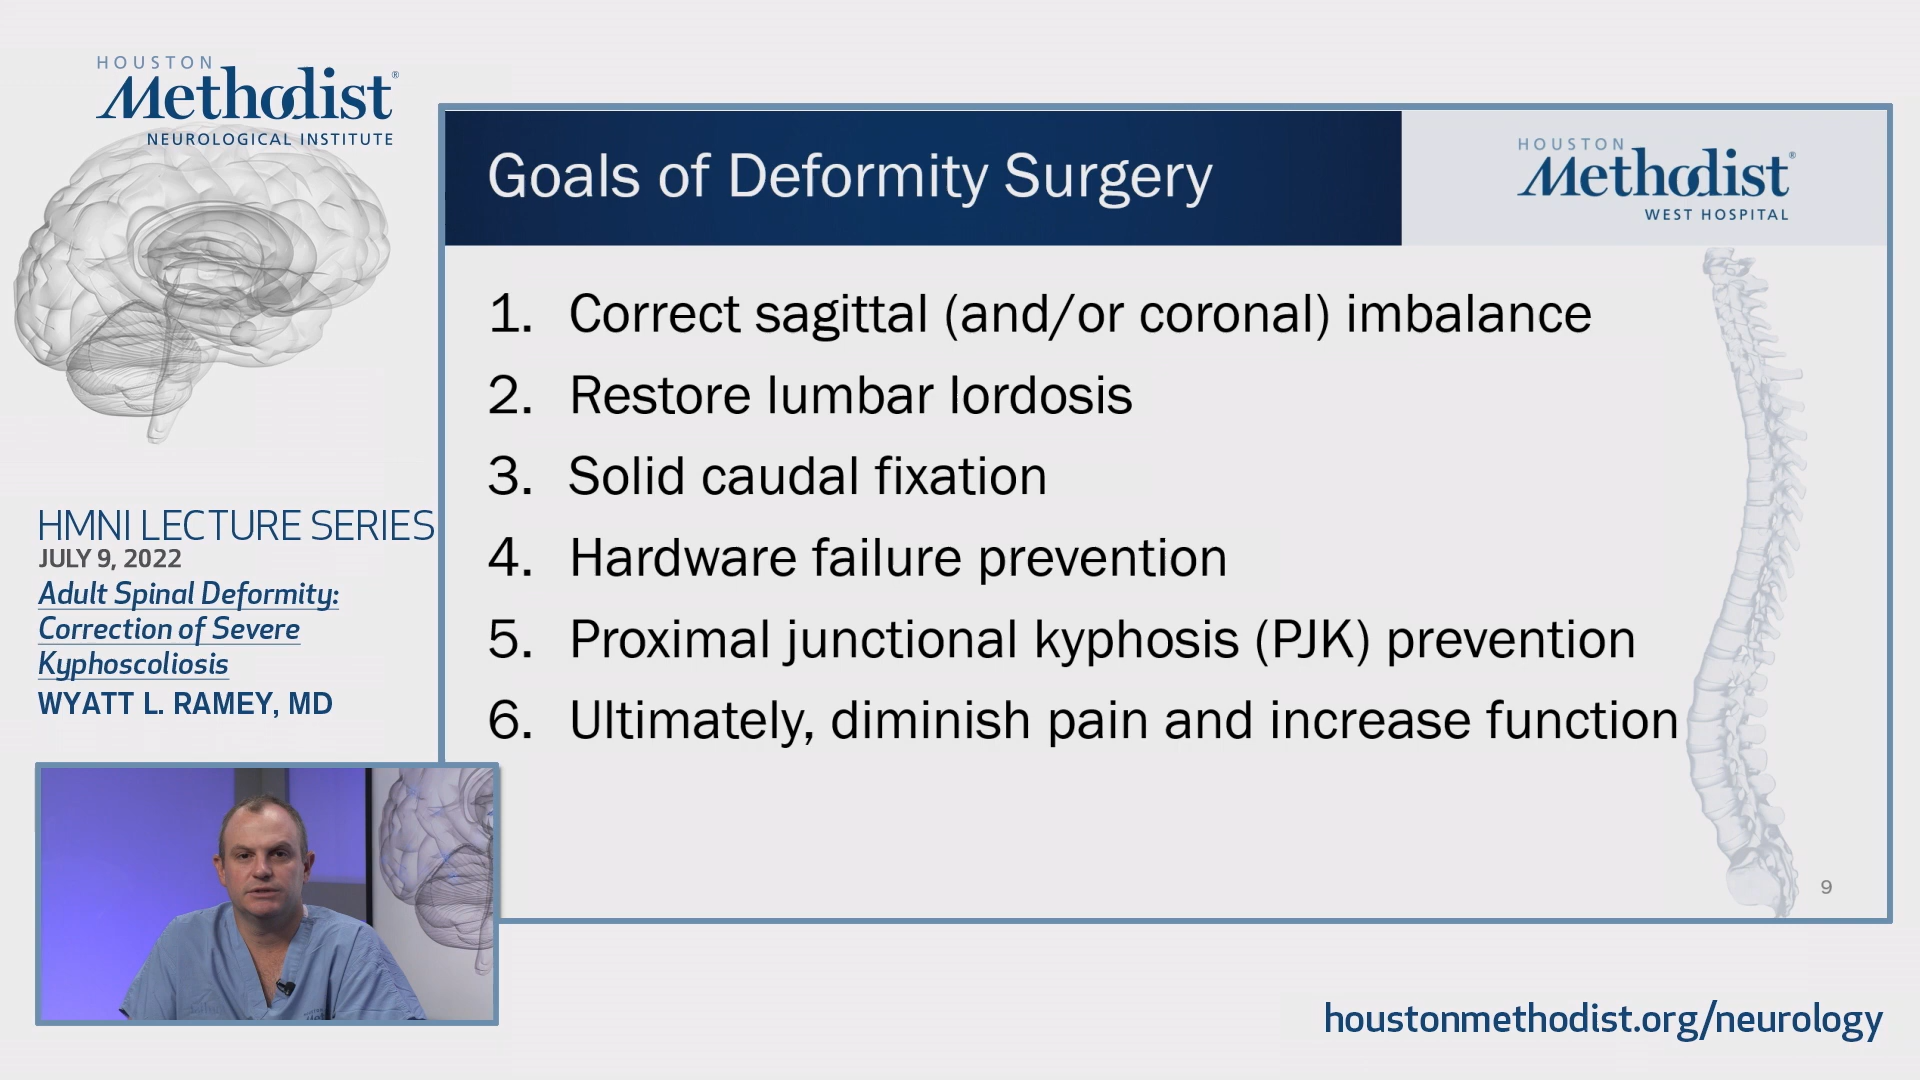 HOUSTON
Methodist®
NEUROLOGICAL INSTITUTE
HMNI LECTURE SERIES
JULY 9, 2022
Adult Spinal Deformity:
Correction of Severe
Kyphoscoliosis
WYATT L. RAMEY, MD
Goals of Deformity Surgery
HOUSTON
Methodist®
WEST HOSPITAL
1. Correct sagittal (and/or coronal) imbalance
2. Restore lumbar lordosis
3. Solid caudal fixation
4. Hardware failure prevention
5. Proximal junctional kyphosis (PJK) prevention
6. Ultimately, diminish pain and increase function
9
houstonmethodist.org/neurology